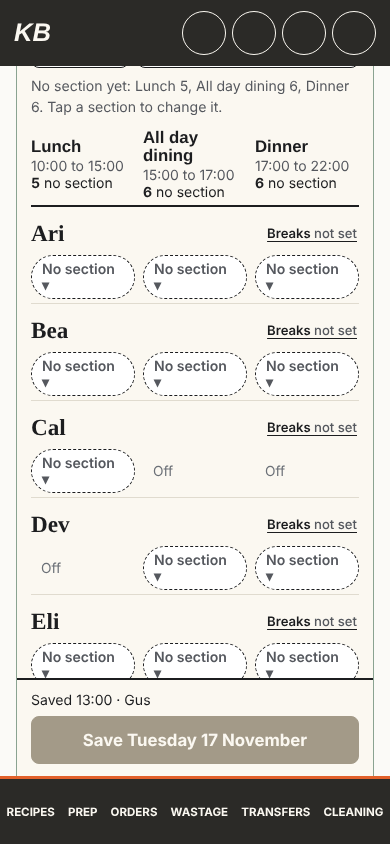 KB
No section yet: Lunch 5, All day dining 6, Dinner
6. Tap a section to change it.
Lunch
10:00 to 15:00
5 no section
All day
dining
15:00 to 17:00
6 no section
Dinner
17:00 to 22:00
6 no section
Ari
Breaks not set
No section ▼
No section ▼
No section ▼
Bea
Breaks not set
No section ▼
No section ▼
No section ▼
Cal
Breaks not set
No section ▼
Off
Off
Dev
Breaks not set
Off
No section ▼
No section ▼
Eli
Breaks not set
No section ▼
No section ▼
No section ▼
Saved 13:00 · Gus
Save Tuesday 17 November
RECIPES PREP ORDERS WASTAGE TRANSFERS CLEANING